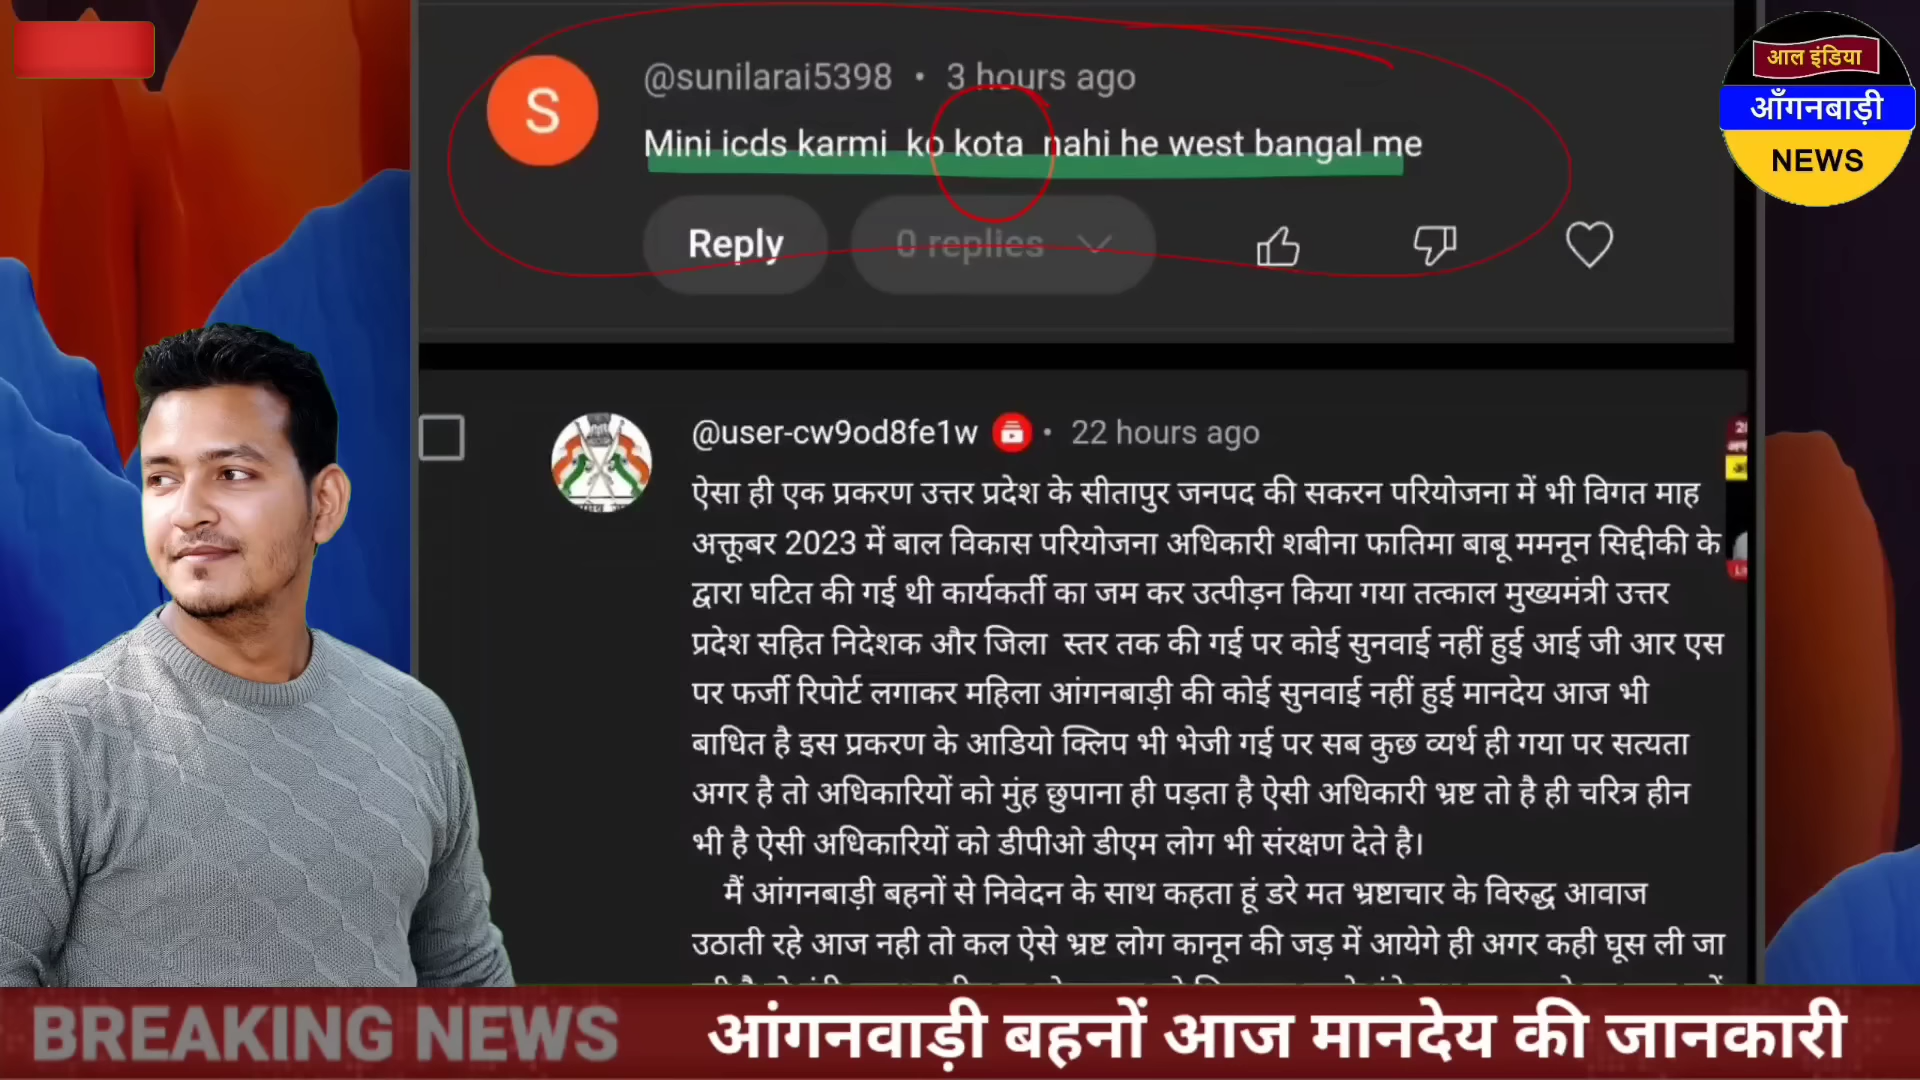 आल इंडिया
आँगनबाड़ी
NEWS
S
@sunilarai5398 • 3 hours ago
Mini icds karmi ko kota nahi he west bangal me
Reply
0 replies
@user-cw9od8fe1w • 22 hours ago
ऐसा ही एक प्रकरण उत्तर प्रदेश के सीतापुर जनपद की सकरन परियोजना में भी विगत माह
अक्तूबर 2023 में बाल विकास परियोजना अधिकारी शबीना फातिमा बाबू ममनून सिद्दीकी के
द्वारा घटित की गई थी कार्यकर्ती का जम कर उत्पीड़न किया गया तत्काल मुख्यमंत्री उत्तर
प्रदेश सहित निदेशक और जिला स्तर तक की गई पर कोई सुनवाई नहीं हुई आई जी आर एस
पर फर्जी रिपोर्ट लगाकर महिला आंगनबाड़ी की कोई सुनवाई नहीं हुई मानदेय आज भी
बाधित है इस प्रकरण के आडियो क्लिप भी भेजी गई पर सब कुछ व्यर्थ ही गया पर सत्यता
अगर है तो अधिकारियों को मुंह छुपाना ही पड़ता है ऐसी अधिकारी भ्रष्ट तो है ही चरित्र हीन
भी है ऐसी अधिकारियों को डीपीओ डीएम लोग भी संरक्षण देते है।
मैं आंगनबाड़ी बहनों से निवेदन के साथ कहता हूं डरे मत भ्रष्टाचार के विरुद्ध आवाज
उठाती रहे आज नही तो कल ऐसे भ्रष्ट लोग कानून की जड़ में आयेगे ही अगर कही घूस ली जा
BREAKING NEWS
आंगनवाड़ी बहनों आज मानदेय की जानकारी